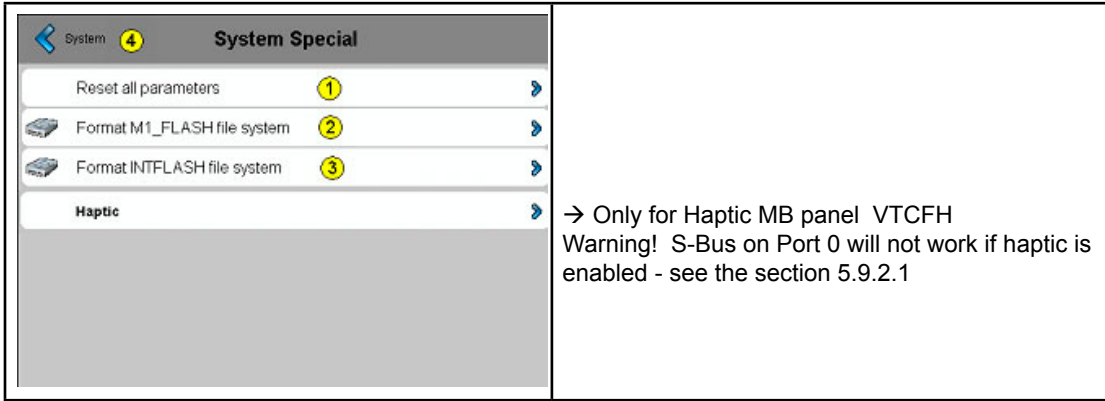 System 4 System Special
Reset all parameters 1
Format M1_FLASH file system 2
Format INTFLASH file system 3
Haptic
→ Only for Haptic MB panel VTCFH
Warning! S-Bus on Port 0 will not work if haptic is
enabled - see the section 5.9.2.1